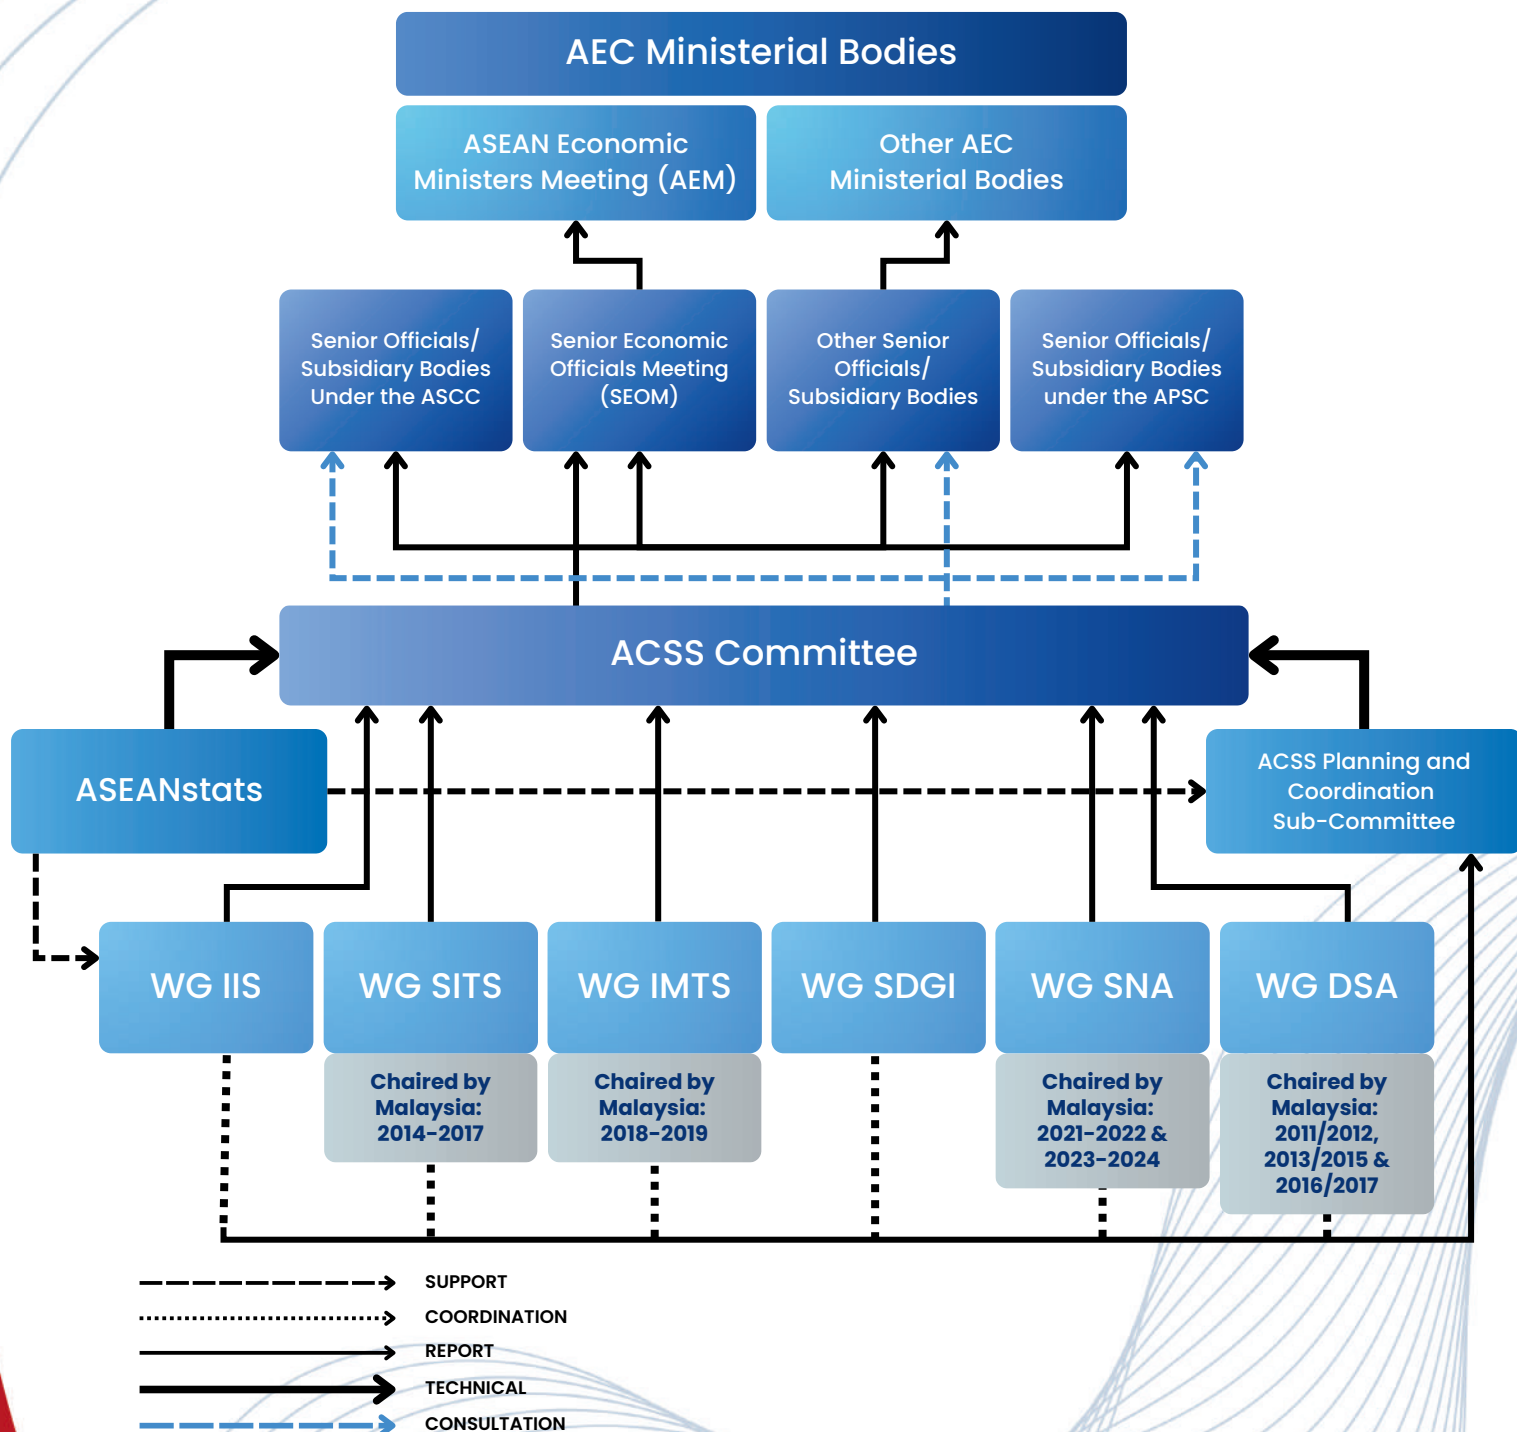 AEC Ministerial Bodies
ASEAN Economic
Ministers Meeting (AEM)
Other AEC
Ministerial Bodies
Senior Officials/
Subsidiary Bodies
Under the ASCC
Senior Economic
Officials Meeting
(SEOM)
Other Senior
Officials/
Subsidiary Bodies
Senior Officials/
Subsidiary Bodies
under the APSC
ACSS Committee
ASEANstats
ACSS Planning and
Coordination
Sub-Committee
WG IIS
WG SITS
WG IMTS
WG SDGI
WG SNA
WG DSA
Chaired by
Malaysia:
2014-2017
Chaired by
Malaysia:
2018-2019
Chaired by
Malaysia:
2021-2022 &
2023-2024
Chaired by
Malaysia:
2011/2012,
2013/2015 &
2016/2017
SUPPORT
COORDINATION
REPORT
TECHNICAL
CONSULTATION